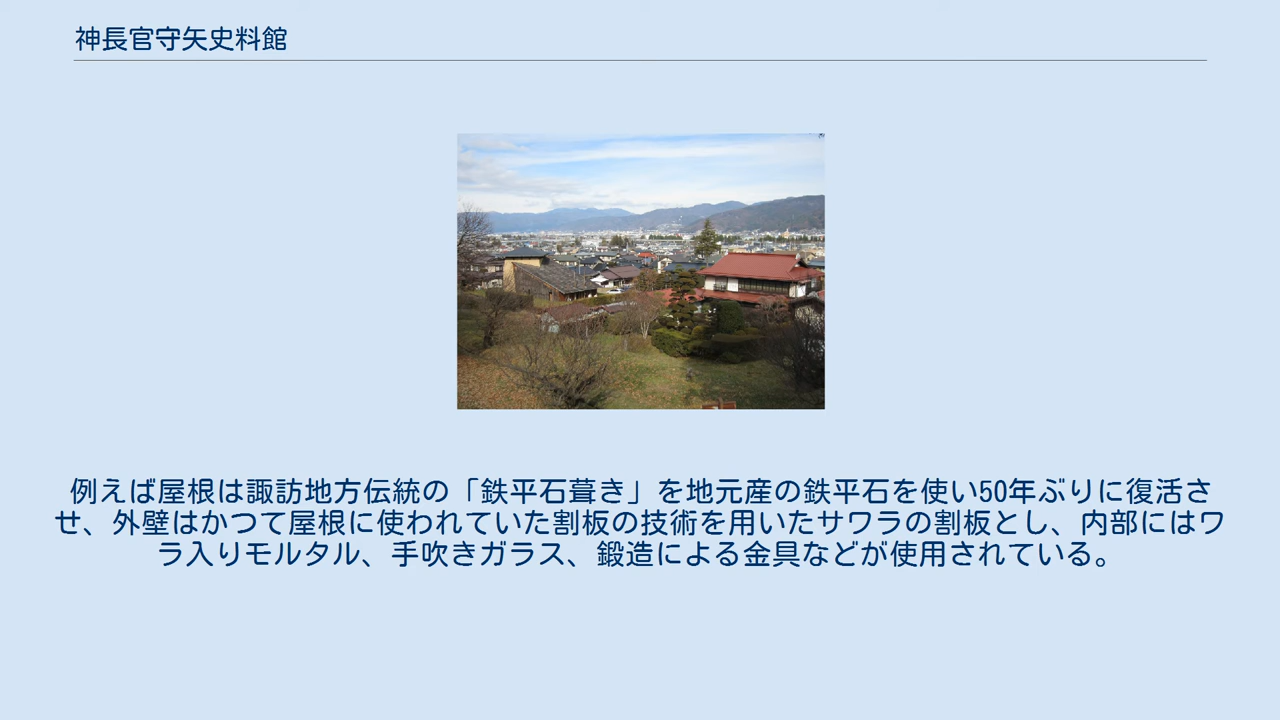 神長官守矢史料館
例えば屋根は諏訪地方伝統の「鉄平石葺き」を地元産の鉄平石を使い50年ぶりに復活さ
せ、外壁はかつて屋根に使われていた割板の技術を用いたサワラの割板とし、内部にはワ
ラ入りモルタル、手吹きガラス、鍛造による金具などが使用されている。